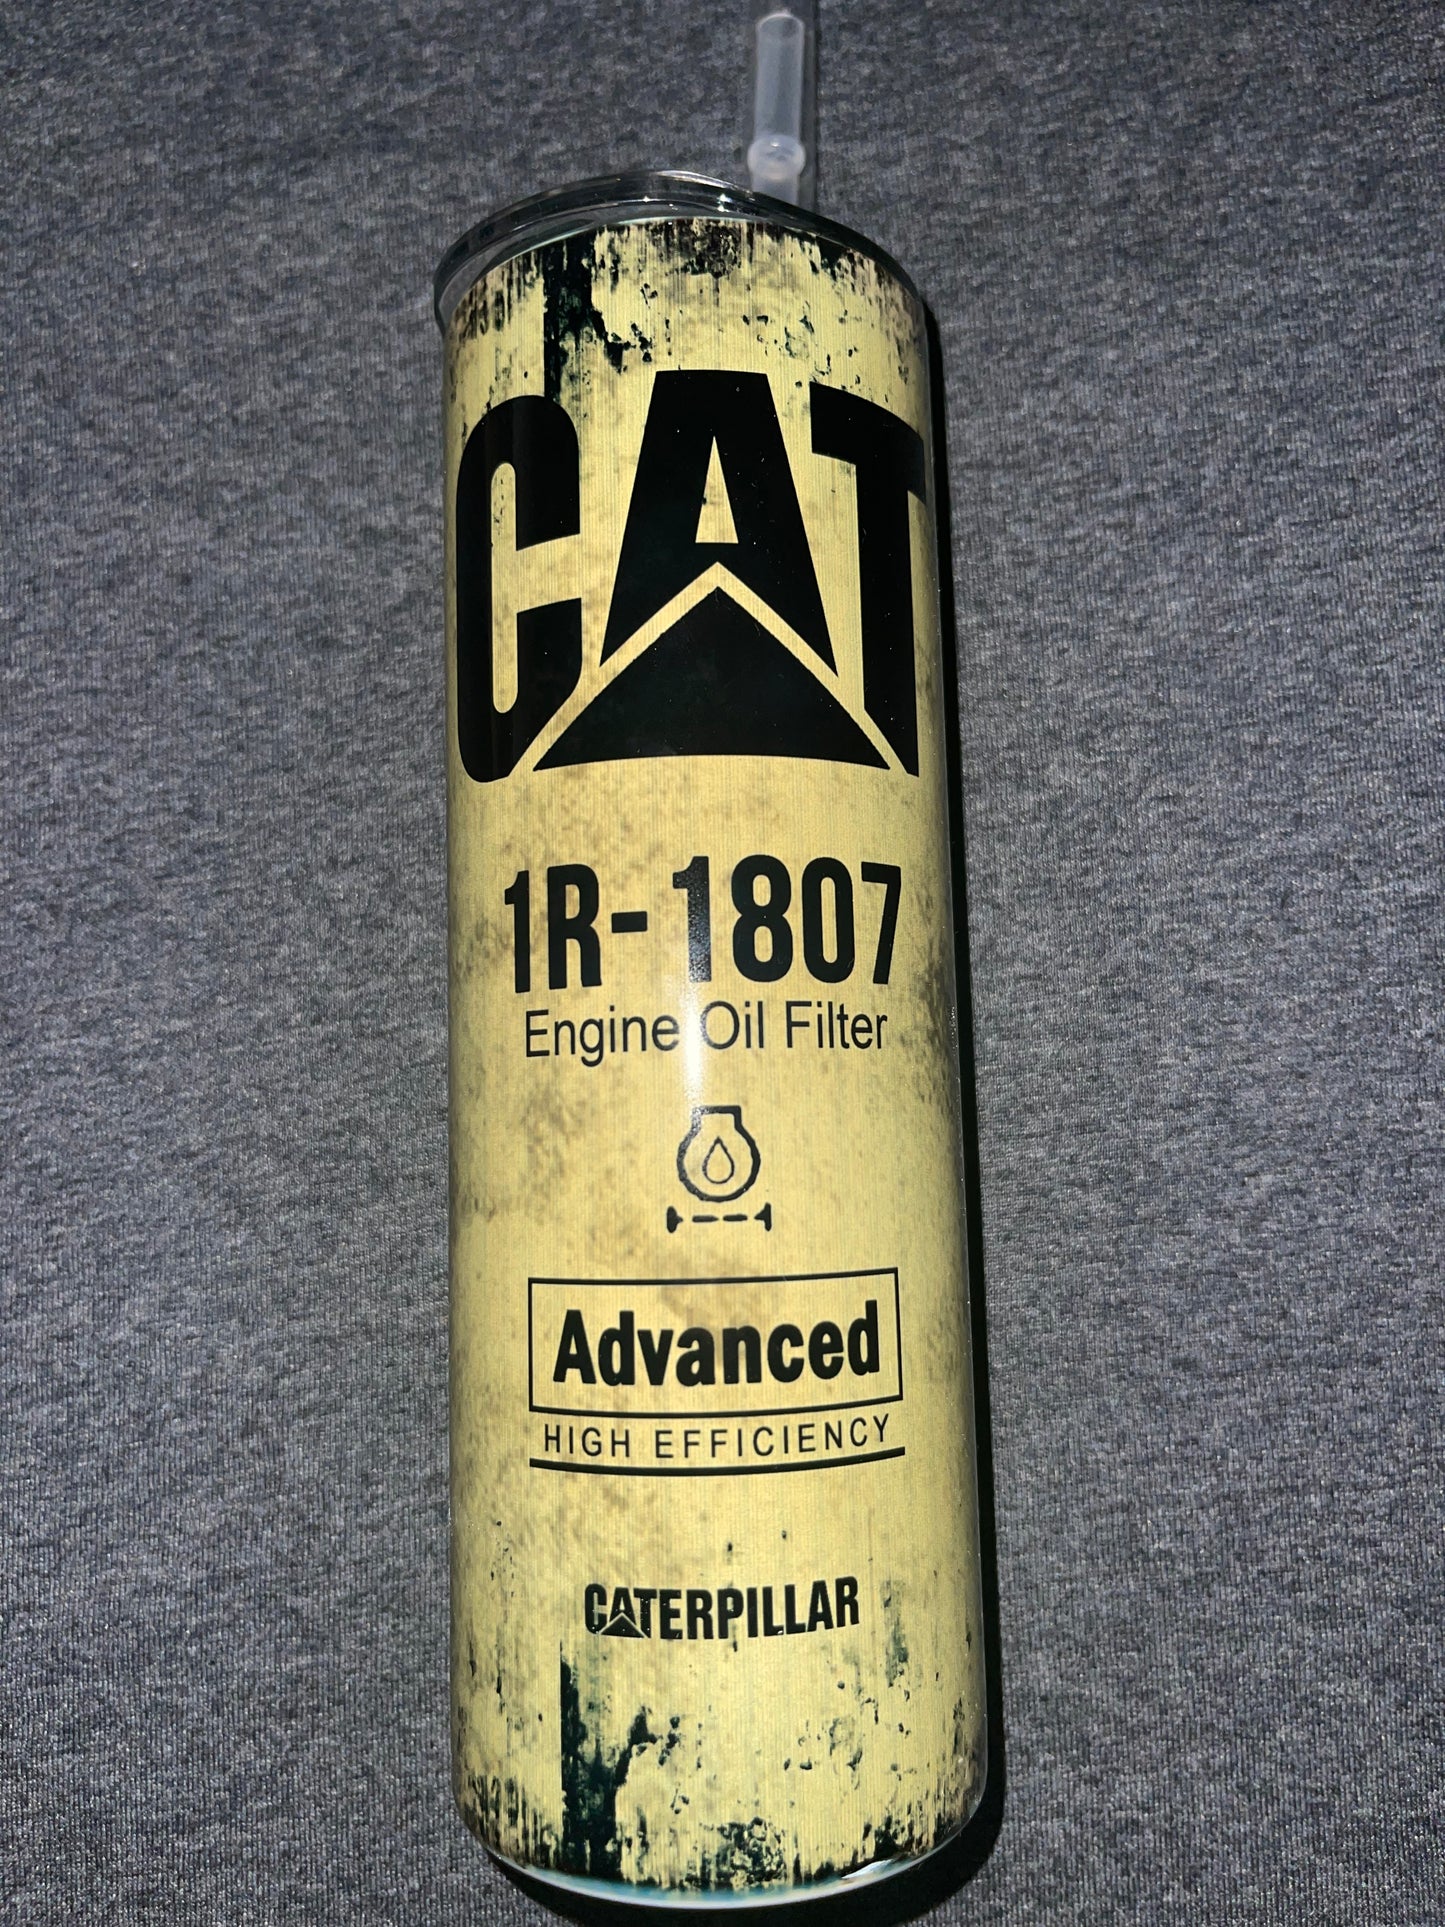 CAT
1R-1807
Engine Oil Filter
Advanced
HIGH EFFICIENCY
CATERPILLAR